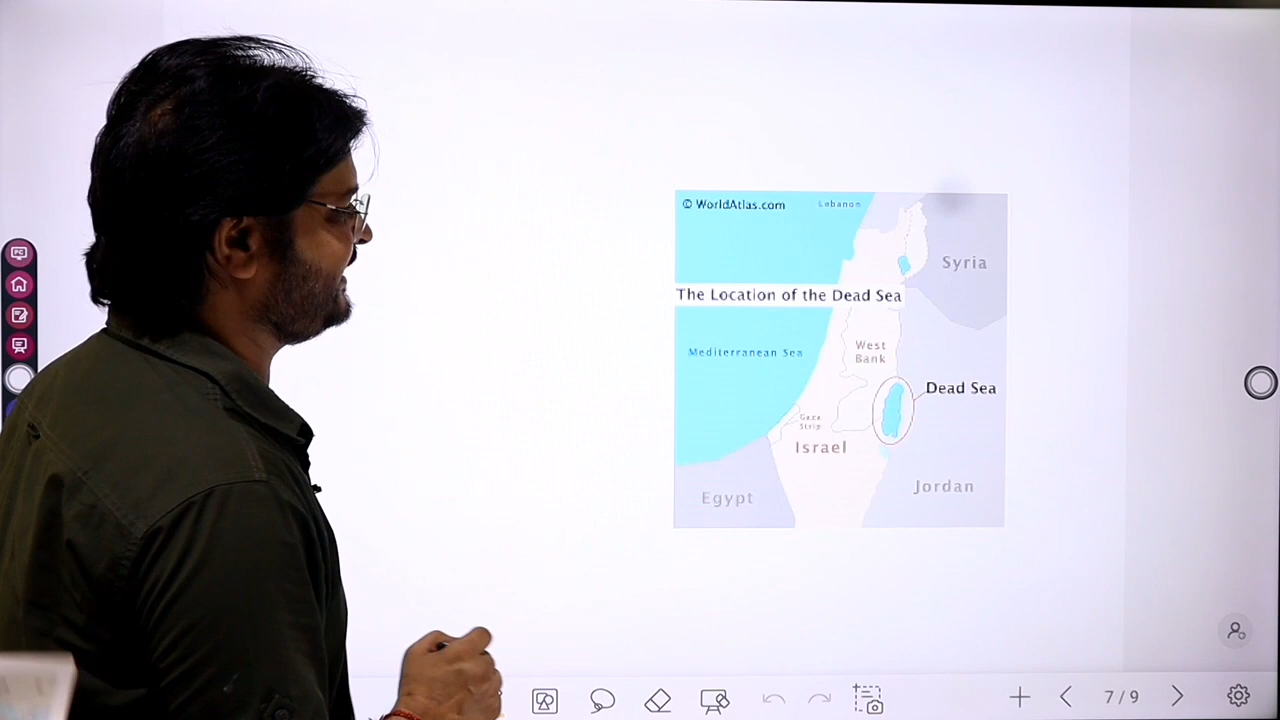 PC
© WorldAtlas.com
Lebanon
Syria
The Location of the Dead Sea
Mediterranean Sea
West
Bank
Dead Sea
Gaza
Strip
Israel
Egypt
Jordan
7/9